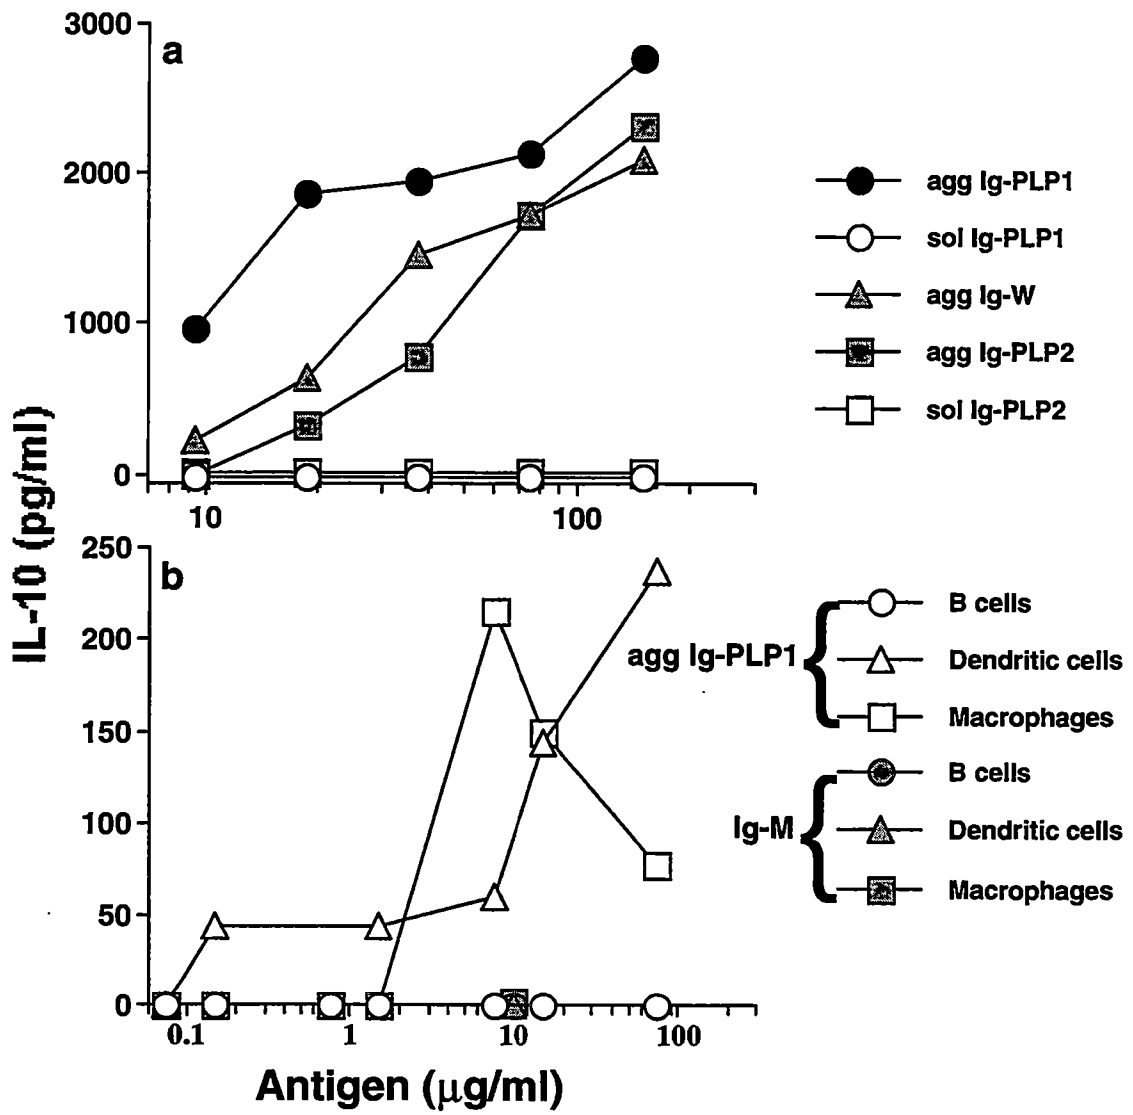 a
3000
2000
1000
0
10
100
agg Ig-PLP1
sol Ig-PLP1
agg Ig-W
agg Ig-PLP2
sol Ig-PLP2
IL-10 (pg/ml)
b
250
200
150
100
50
0
0.1
1
10
100
agg Ig-PLP1
B cells
Dendritic cells
Macrophages
Ig-M
B cells
Dendritic cells
Macrophages
Antigen (μg/ml)